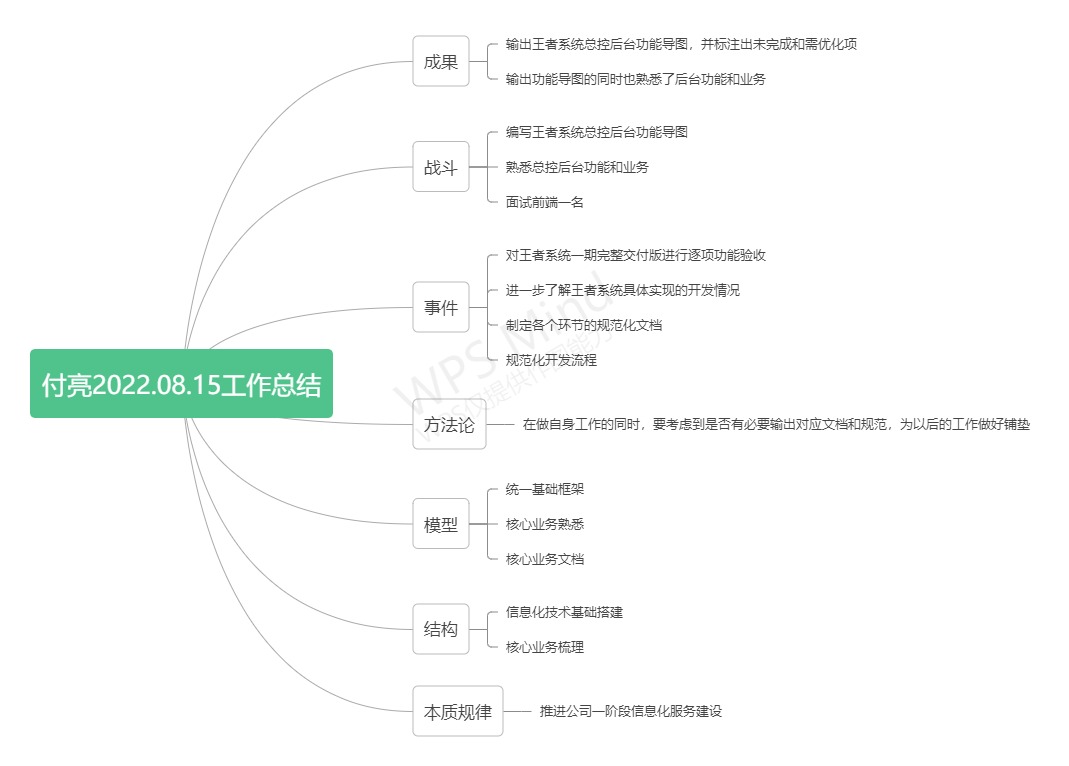 成果
输出王者系统总控后台功能导图，并标注出未完成和需优化项
输出功能导图的同时也熟悉了后台功能和业务
战斗
编写王者系统总控后台功能导图
熟悉总控后台功能和业务
面试前端一名
事件
对王者系统一期完整交付版进行逐项功能验收
进一步了解王者系统具体实现的开发情况
制定各个环节的规范化文档
规范化开发流程
付亮2022.08.15工作总结
方法论
在做自身工作的同时，要考虑到是否有必要输出对应文档和规范，为以后的工作做好铺垫
模型
统一基础框架
核心业务熟悉
核心业务文档
结构
信息化技术基础搭建
核心业务梳理
本质规律
推进公司一阶段信息化服务建设
WPS Mind
WPS仅提供作图能力